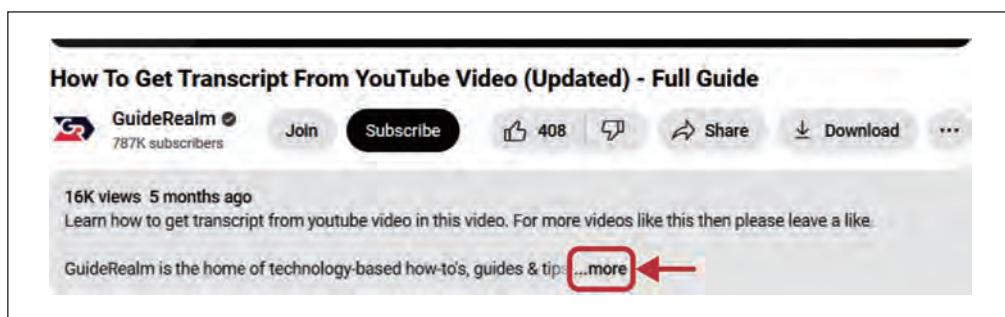 How To Get Transcript From YouTube Video (Updated) - Full Guide
GR GuideRealm Join Subscribe 408 Share Download ...
787K subscribers
16K views 5 months ago
Learn how to get transcript from youtube video in this video. For more videos like this then please leave a like
GuideRealm is the home of technology-based how-to's, guides & tips ...more